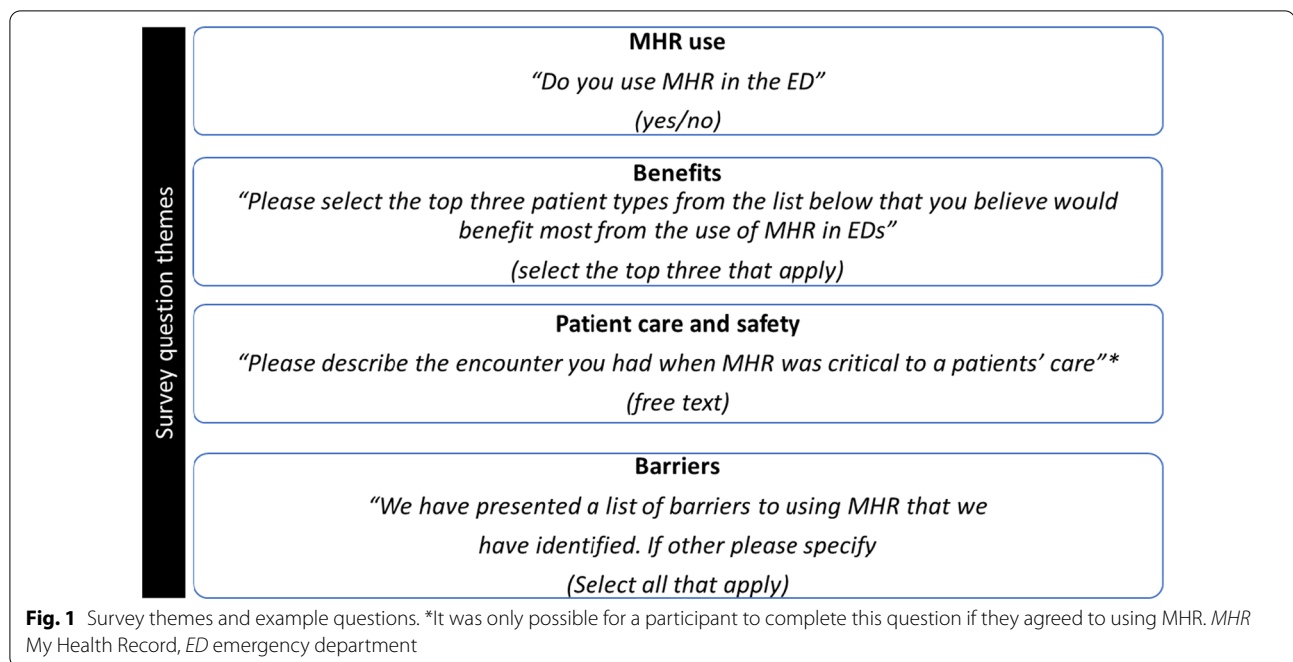 Survey question themes
MHR use
“Do you use MHR in the ED”
(yes/no)
Benefits
“Please select the top three patient types from the list below that you believe would
benefit most from the use of MHR in EDs”
(select the top three that apply)
Patient care and safety
“Please describe the encounter you had when MHR was critical to a patients’ care”*
(free text)
Barriers
“We have presented a list of barriers to using MHR that we
have identified. If other please specify
(Select all that apply)
Fig. 1 Survey themes and example questions. *It was only possible for a participant to complete this question if they agreed to using MHR. MHR
My Health Record, ED emergency department